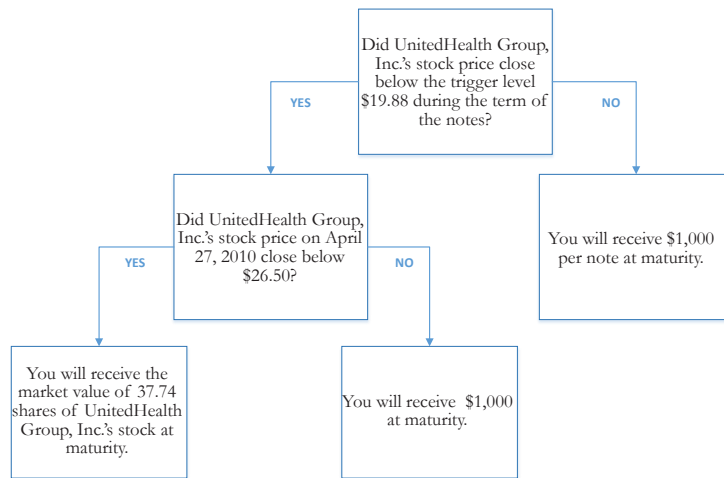 Did UnitedHealth Group,
Inc.'s stock price close
below the trigger level
$19.88 during the term of
the notes?
YES
NO
Did UnitedHealth Group,
Inc.'s stock price on April
27, 2010 close below
$26.50?
You will receive $1,000
per note at maturity.
YES
NO
You will receive the
market value of 37.74
shares of UnitedHealth
Group, Inc.'s stock at
maturity.
You will receive $1,000
at maturity.